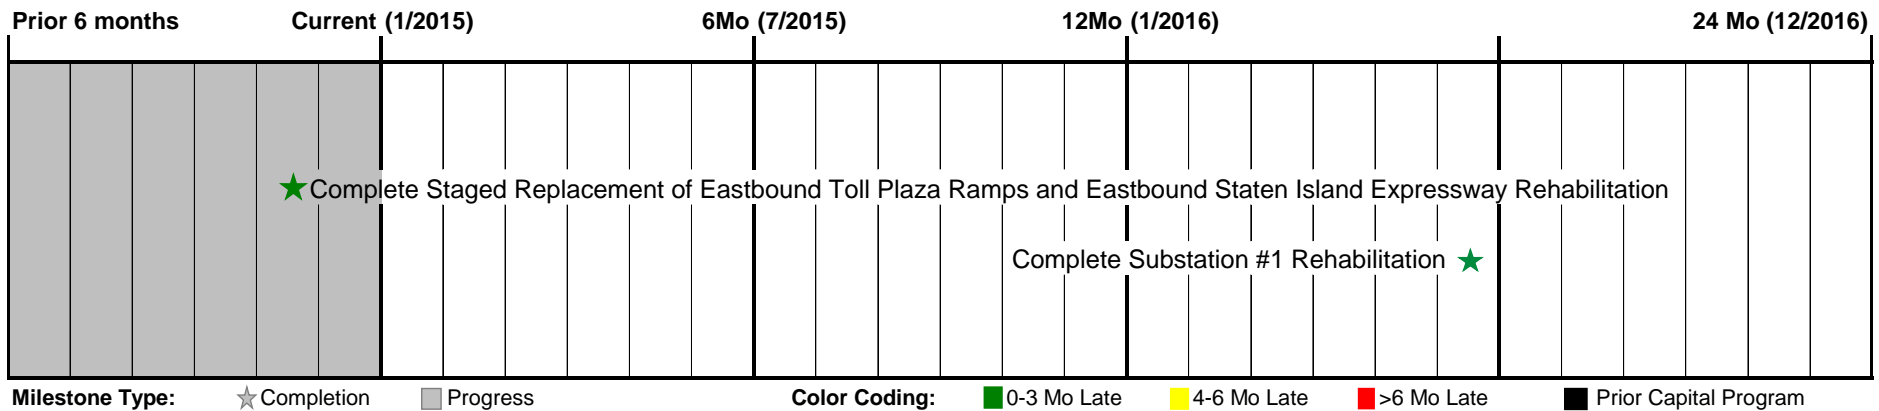 Prior 6 months Current (1/2015) 6Mo (7/2015) 12Mo (1/2016) 24 Mo (12/2016)
Complete Staged Replacement of Eastbound Toll Plaza Ramps and Eastbound Staten Island Expressway Rehabilitation
Complete Substation #1 Rehabilitation
Milestone Type: Completion Progress Color Coding: 0-3 Mo Late 4-6 Mo Late >6 Mo Late Prior Capital Program